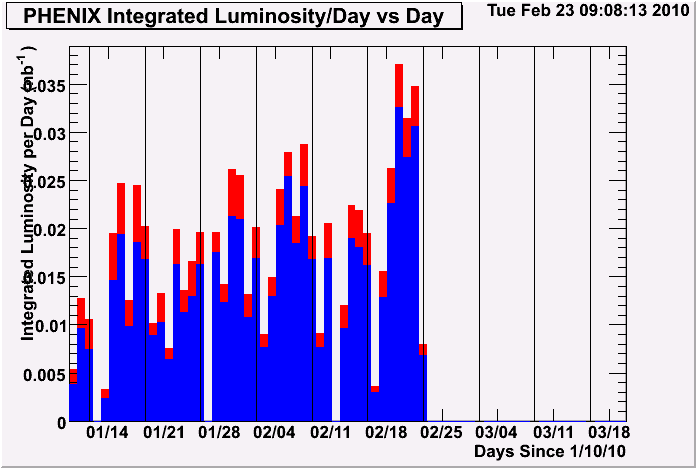 PHENIX Integrated Luminosity/Day vs Day
Tue Feb 23 09:08:13 2010
Integrated Luminosity per Day (nb-1)
0.035
0.03
0.025
0.02
0.015
0.01
0.005
0
01/14 01/21 01/28 02/04 02/11 02/18 02/25 03/04 03/11 03/18
Days Since 1/10/10